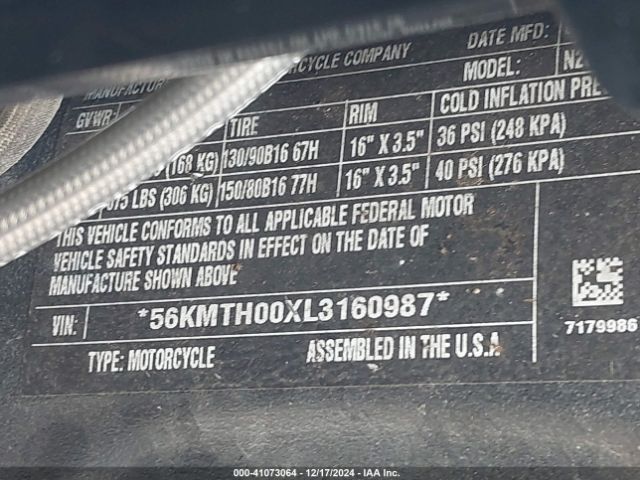 MANUFACTUR RCYCLE COMPANY DATE MFD:
GVWR: TIRE RIM MODEL: N2
COLD INFLATION PRE
(168 KG) 130/90B16 67H 16" X 3.5" 36 PSI (248 KPA)
LBS (306 KG) 150/80B16 77H 16" X 3.5" 40 PSI (276 KPA)
THIS VEHICLE CONFORMS TO ALL APPLICABLE FEDERAL MOTOR
VEHICLE SAFETY STANDARDS IN EFFECT ON THE DATE OF
MANUFACTURE SHOWN ABOVE
VIN: *56KMTH00XL3160987*
7179986
TYPE: MOTORCYCLE ASSEMBLED IN THE U.S.A
000-41073064 - 12/17/2024 - IAA Inc.